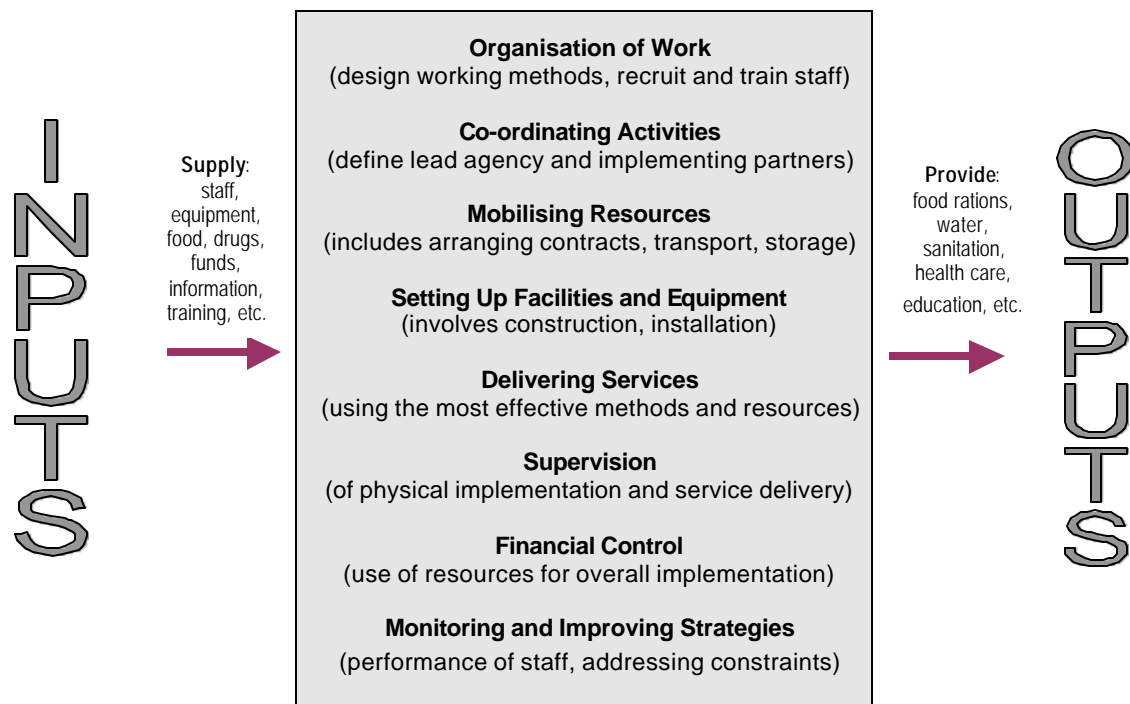 INPUTS
Supply:
staff,
equipment,
food, drugs,
funds,
information,
training, etc.
Organisation of Work
(design working methods, recruit and train staff)
Co-ordinating Activities
(define lead agency and implementing partners)
Mobilising Resources
(includes arranging contracts, transport, storage)
Setting Up Facilities and Equipment
(involves construction, installation)
Delivering Services
(using the most effective methods and resources)
Supervision
(of physical implementation and service delivery)
Financial Control
(use of resources for overall implementation)
Monitoring and Improving Strategies
(performance of staff, addressing constraints)
Provide:
food rations,
water,
sanitation,
health care,
education, etc.
OUTPUTS